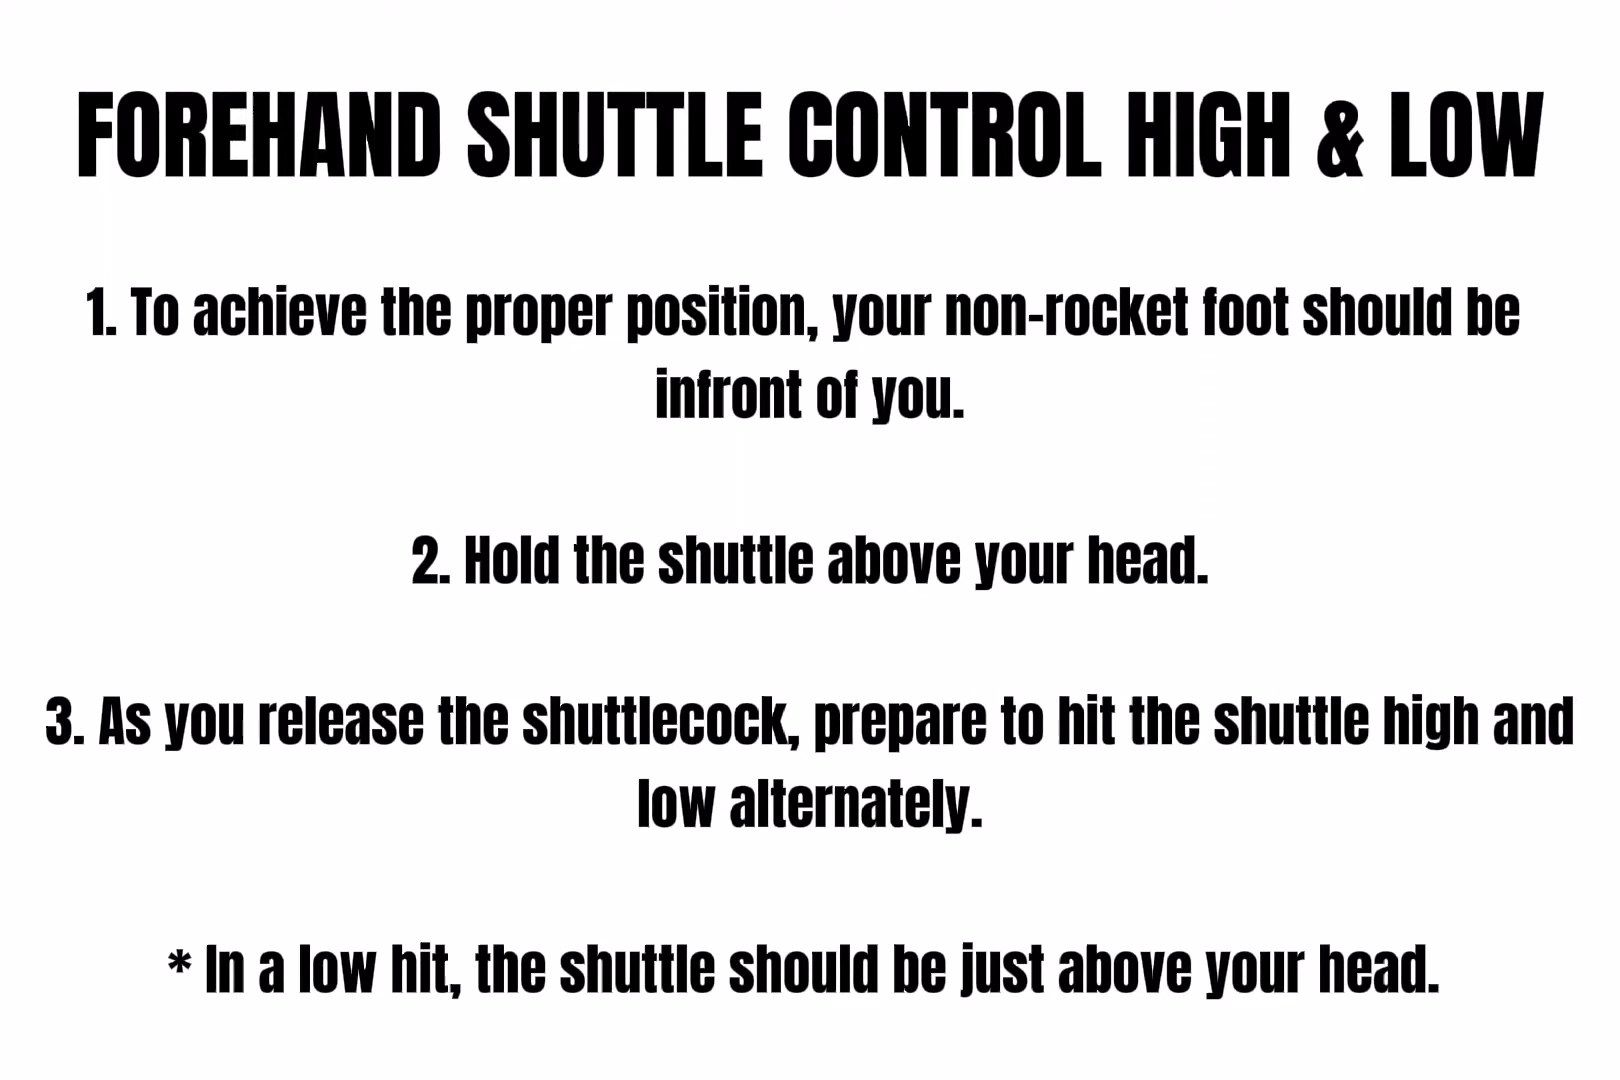 FOREHAND SHUTTLE CONTROL HIGH & LOW
1. To achieve the proper position, your non-rocket foot should be
infront of you.
2. Hold the shuttle above your head.
3. As you release the shuttlecock, prepare to hit the shuttle high and
low alternately.
* In a low hit, the shuttle should be just above your head.